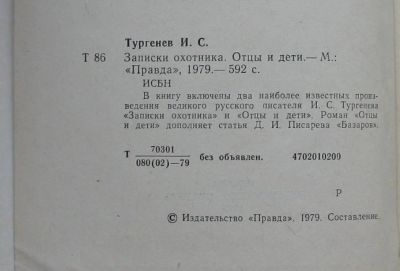 Тургенев И. С.
Т 86 Записки охотника. Отцы и дети.— М.:
«Правда», 1979.— 592 с.
ИСБН
В книгу включены два наиболее известных произ-
ведения великого русского писателя И. С. Тургенева
«Записки охотника» и «Отцы и дети». Роман «Отцы
и дети» дополняет статья Д. И. Писарева «Базаров».
Т 70301
080(02)—79 без объявлен. 4702010200
Р
© Издательство «Правда». 1979. Составление.